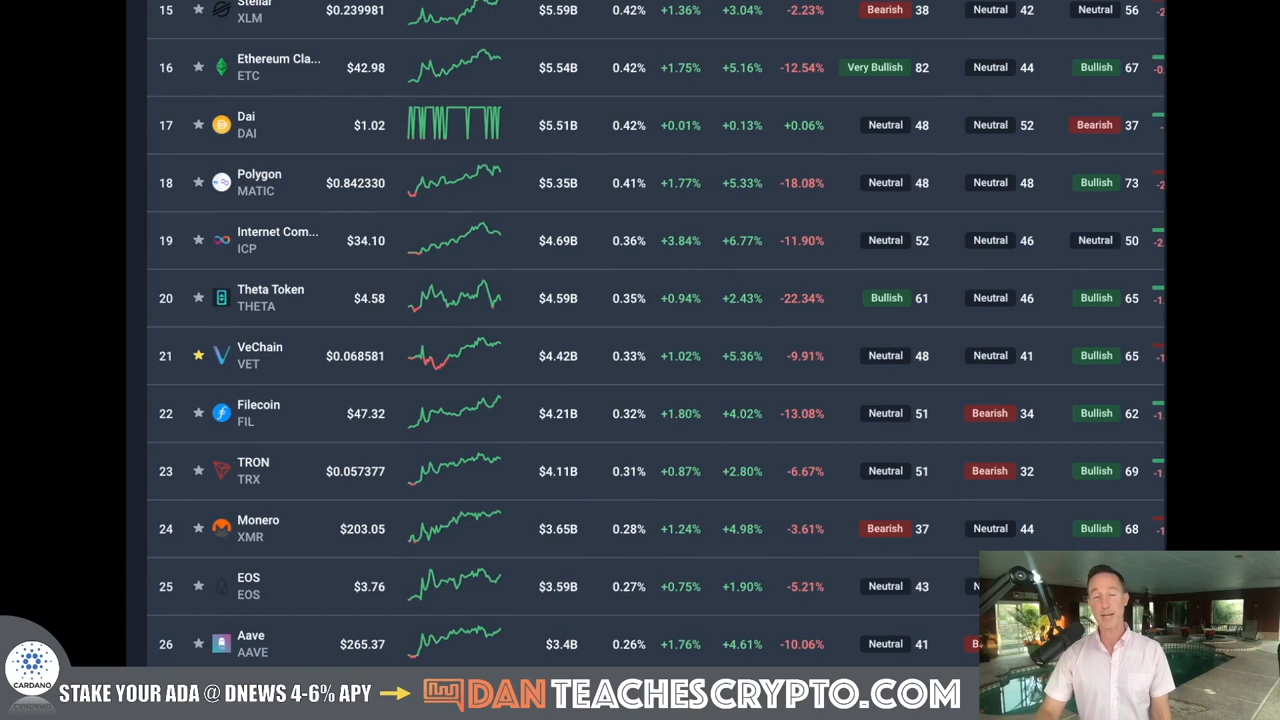 15 Stellar $0.239981 $5.59B 0.42% +1.36% +3.04% -2.23% Bearish 38 Neutral 42 Neutral 56
XLM
16 Ethereum Cla... $42.98 $5.54B 0.42% +1.75% +5.16% -12.54% Very Bullish 82 Neutral 44 Bullish 67
ETC
17 Dai $1.02 $5.51B 0.42% +0.01% +0.13% +0.06% Neutral 48 Neutral 52 Bearish 37
DAI
18 Polygon $0.842330 $5.35B 0.41% +1.77% +5.33% -18.08% Neutral 48 Neutral 48 Bullish 73
MATIC
19 Internet Com... $34.10 $4.69B 0.36% +3.84% +6.77% -11.90% Neutral 52 Neutral 46 Neutral 50
ICP
20 Theta Token $4.58 $4.59B 0.35% +0.94% +2.43% -22.34% Bullish 61 Neutral 46 Bullish 65
THETA
21 VeChain $0.068581 $4.42B 0.33% +1.02% +5.36% -9.91% Neutral 48 Neutral 41 Bullish 65
VET
22 Filecoin $47.32 $4.21B 0.32% +1.80% +4.02% -13.08% Neutral 51 Bearish 34 Bullish 62
FIL
23 TRON $0.057377 $4.11B 0.31% +0.87% +2.80% -6.67% Neutral 51 Bearish 32 Bullish 69
TRX
24 Monero $203.05 $3.65B 0.28% +1.24% +4.98% -3.61% Bearish 37 Neutral 44 Bullish 68
XMR
25 EOS $3.76 $3.59B 0.27% +0.75% +1.90% -5.21% Neutral 43
EOS
26 Aave $265.37 $3.4B 0.26% +1.76% +4.61% -10.06% Neutral 41
AAVE
CARDANO
STAKE YOUR ADA @ DNEWS 4-6% APY
DAN TEACHESCRYPTO.COM